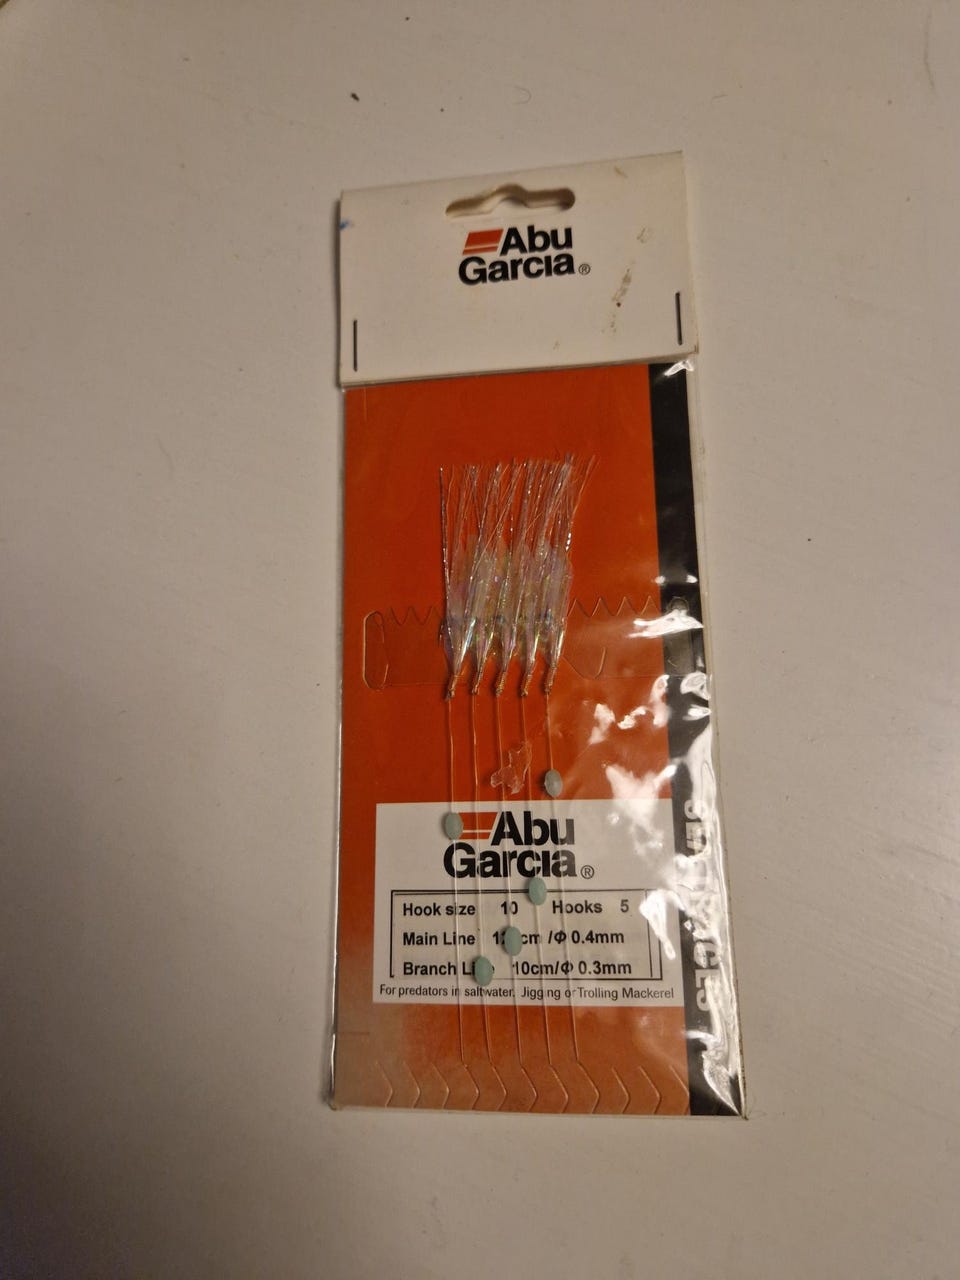 Abu
Garcia®
Abu
Garcia®
Hook size 10 Hooks 5
Main Line cm /Φ 0.4mm
Branch 10cm/Φ 0.3mm
For predators in saltwater. Jigging or Trolling Mackerel